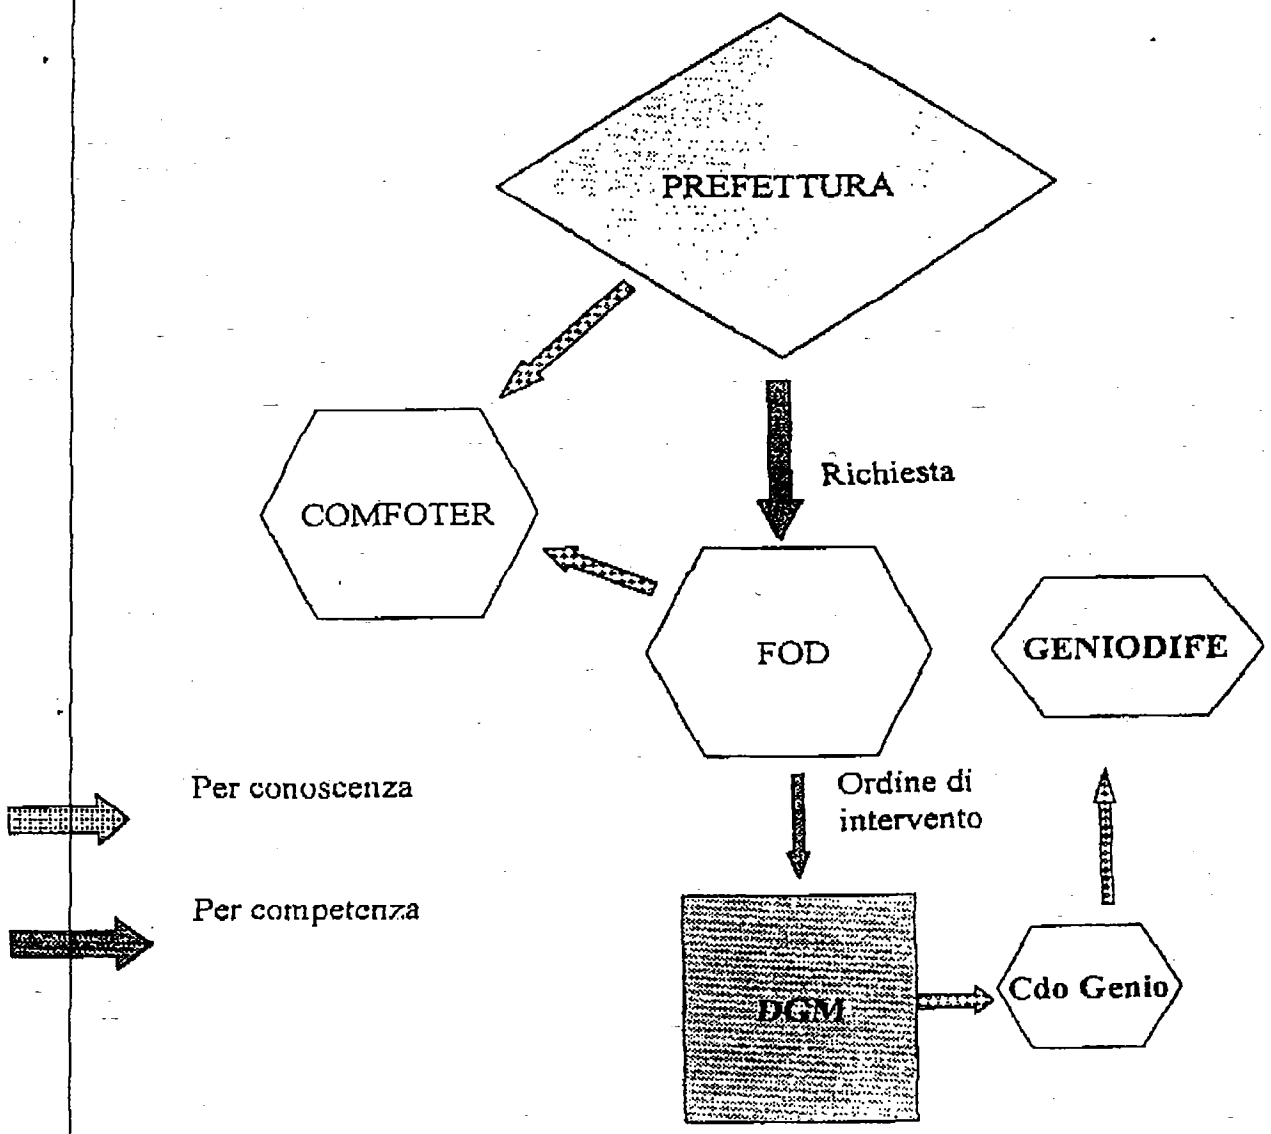 PREFETTURA
Richiesta
COMFOTER
FOD
GENIODIFE
Per conoscenza
Ordine di
intervento
Per competenza
DGM
Cdo Genio